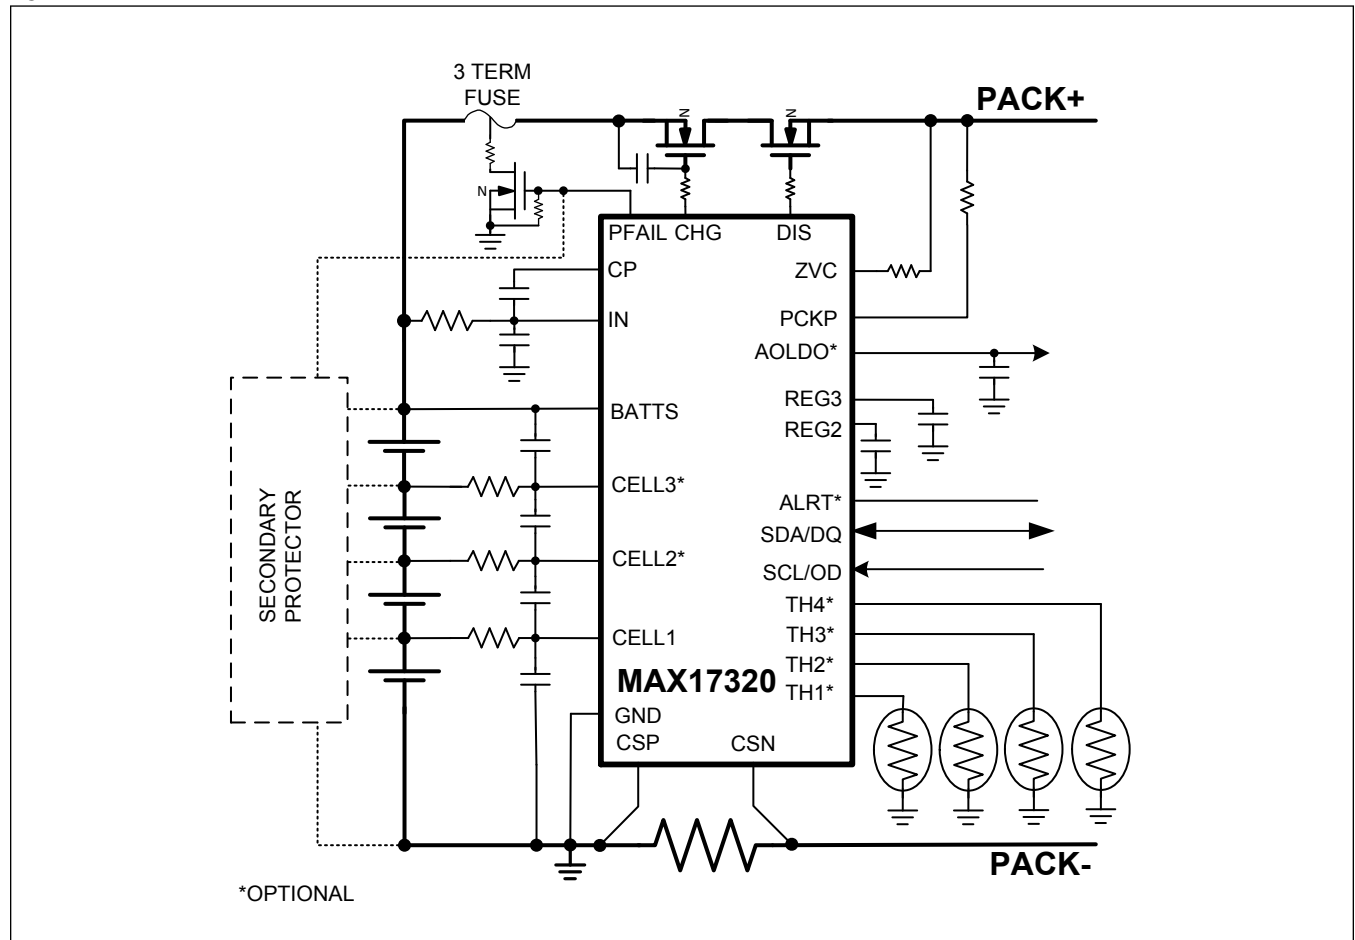 3 TERM
FUSE
PACK+
N
N
N
PFAIL CHG
DIS
CP
ZVC
IN
PCKP
AOLDO*
BATTS
REG3
REG2
CELL3*
ALRT*
SECONDARY
PROTECTOR
SDA/DQ
CELL2*
SCL/OD
TH4*
CELL1
TH3*
TH2*
MAX17320
TH1*
GND
CSP
CSN
PACK-
*OPTIONAL